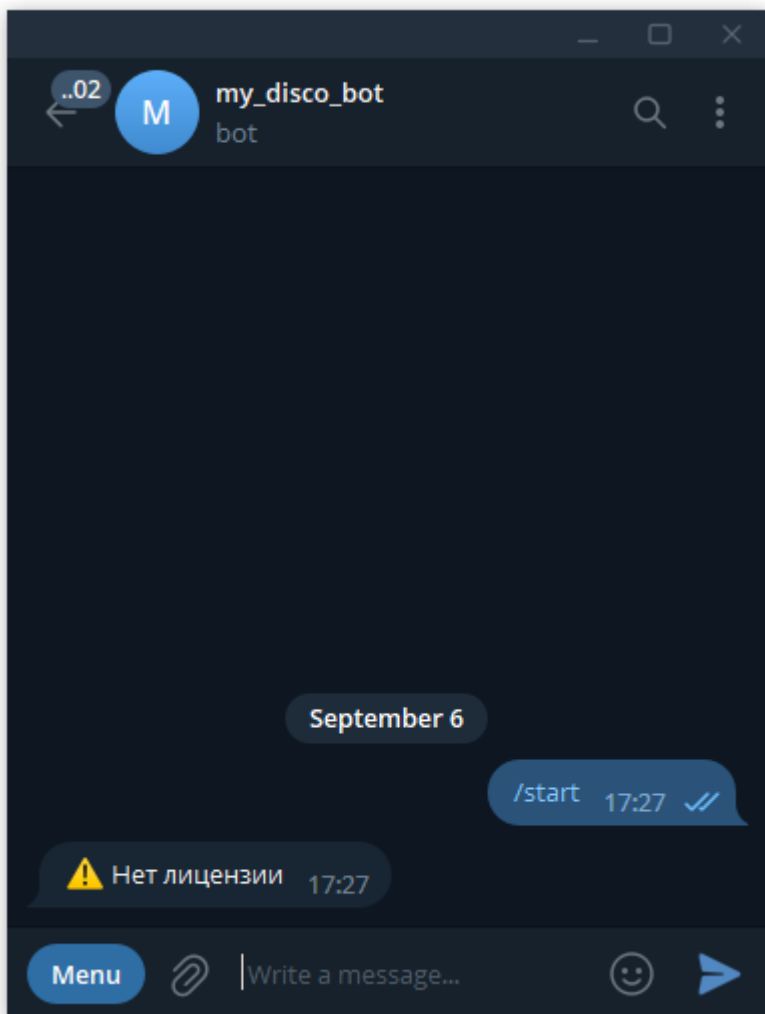 ..02
M
my_disco_bot
bot
September 6
/start 17:27
⚠️ Нет лицензии 17:27
Menu
Write a message...